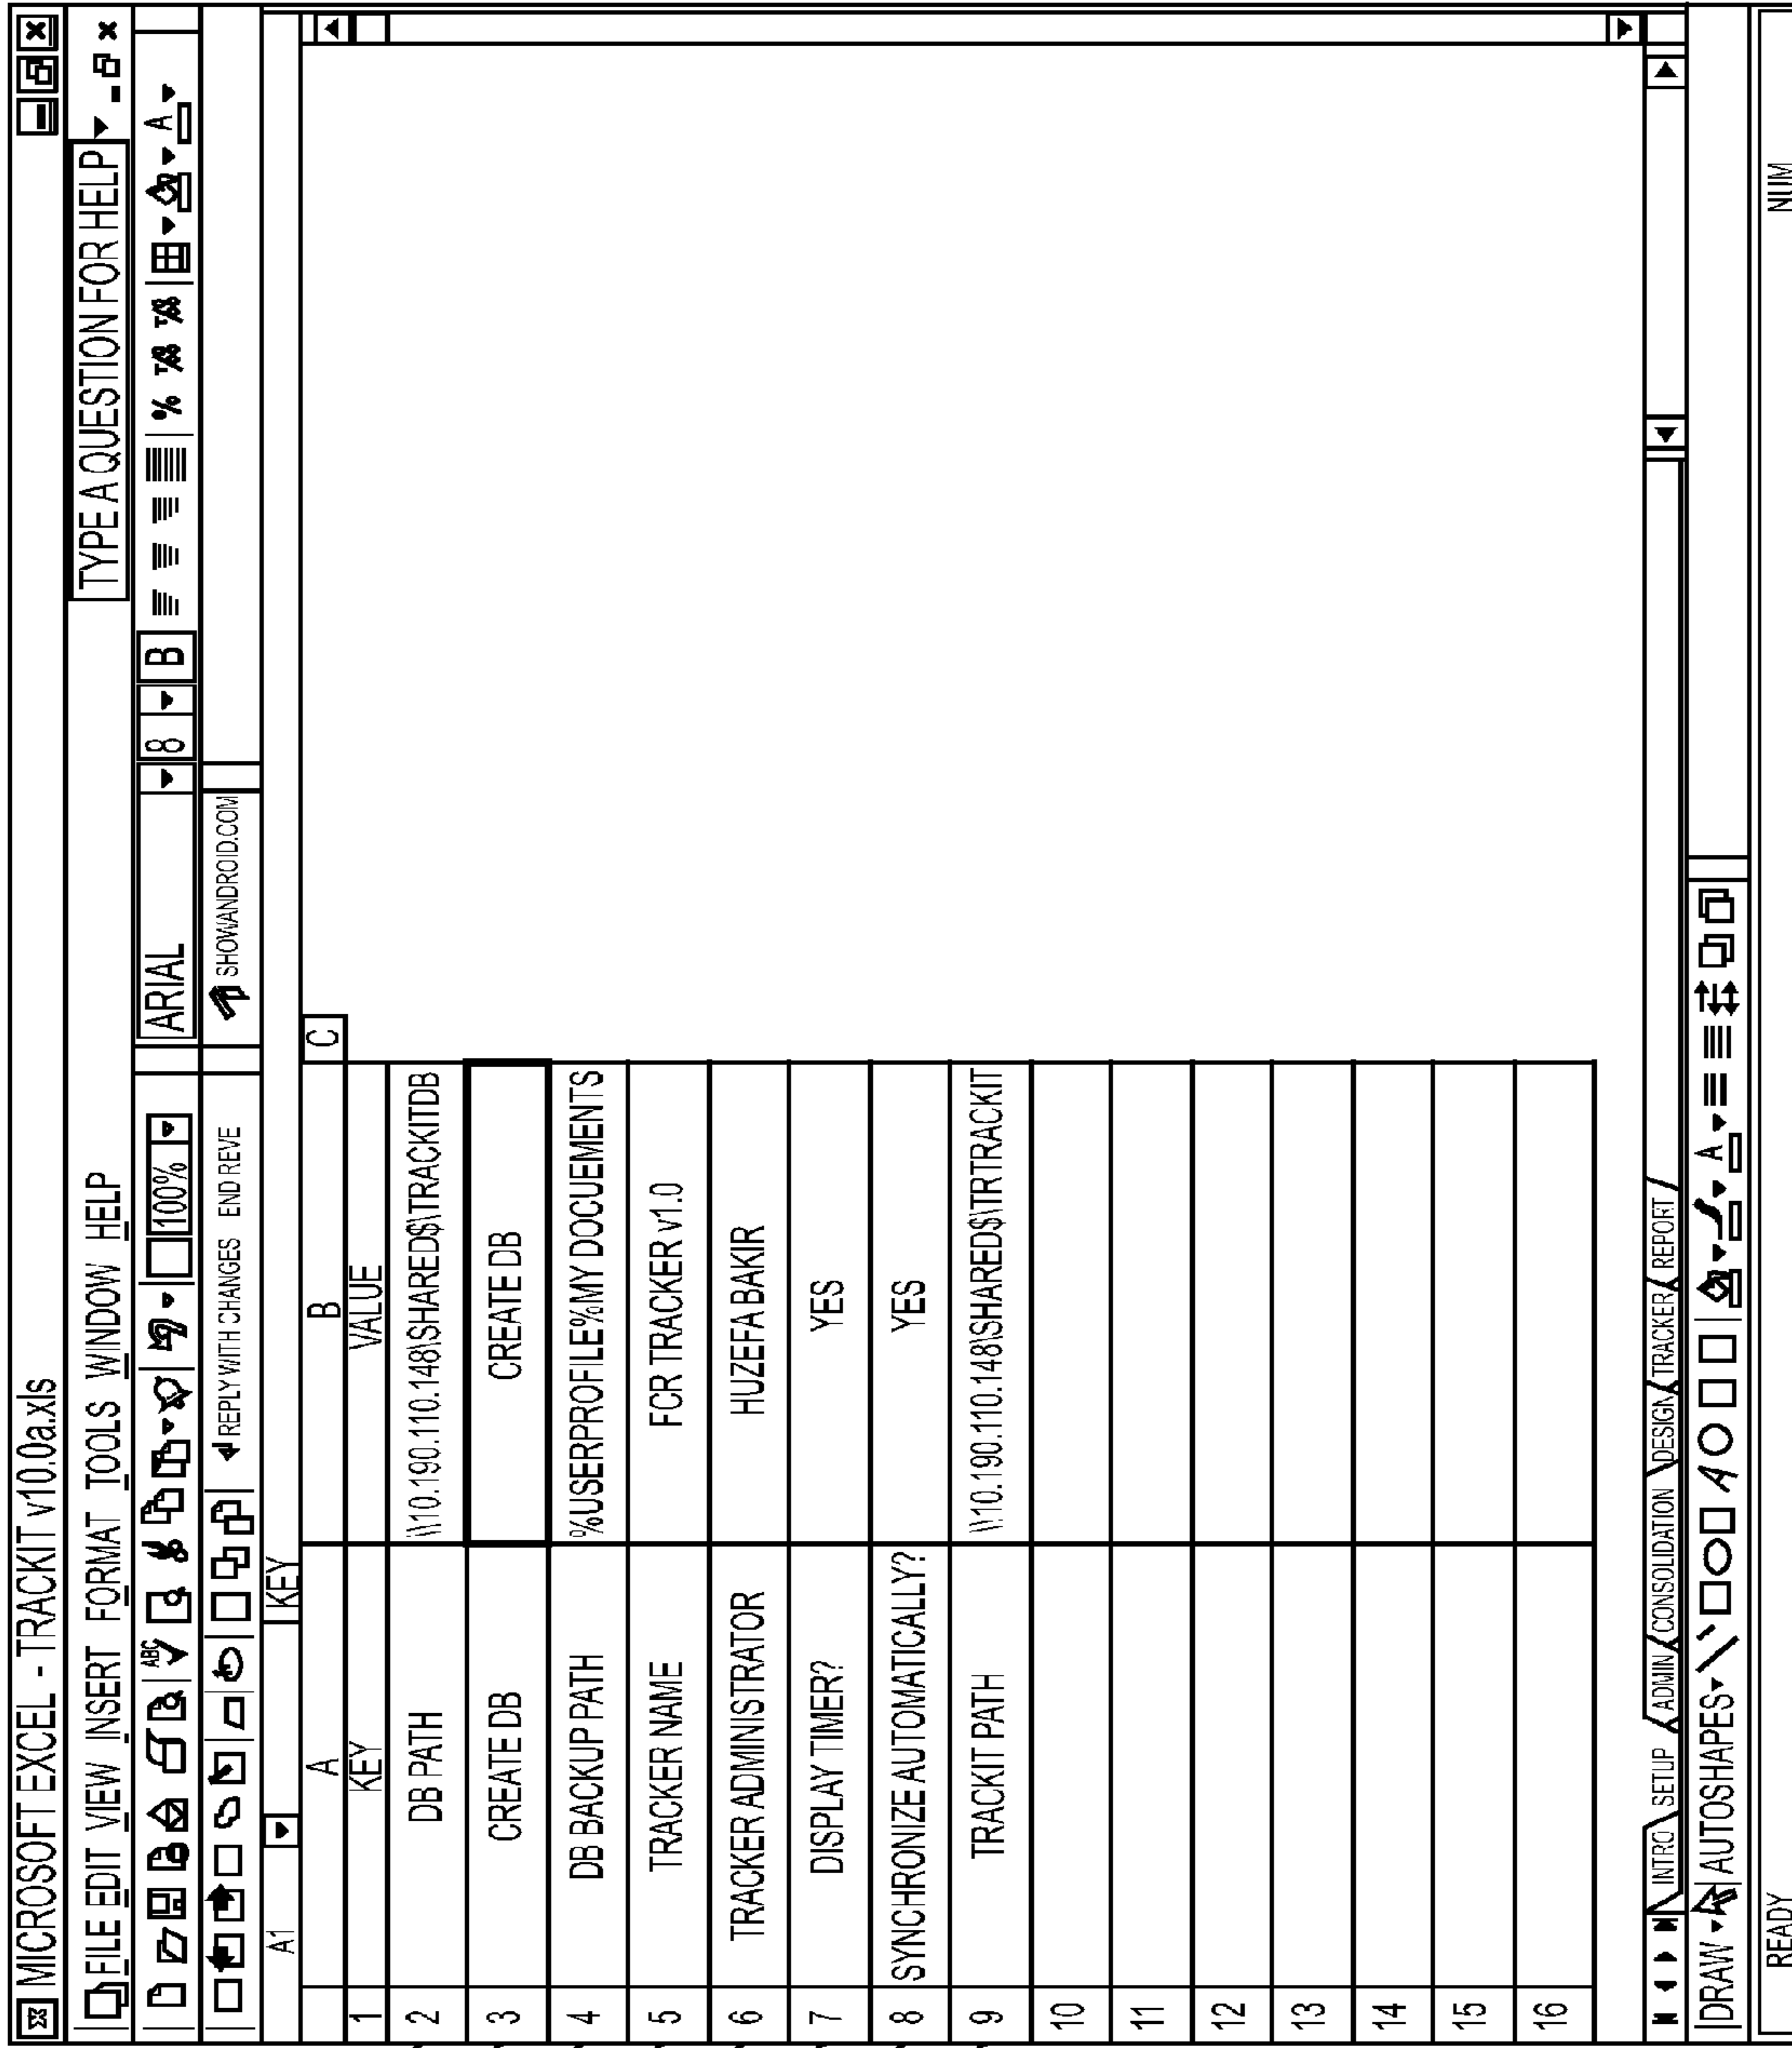 MICROSOFT EXCEL - TRACKIT v10.0a.xls
FILE EDIT VIEW INSERT FORMAT TOOLS WINDOW HELP TYPE A QUESTION FOR HELP
ABC 100% ARIAL 8 B % A
REPLY WITH CHANGES END REVE SHOWANDROID.COM
A1 KEY
A B C
1 KEY VALUE
2 DB PATH \\10.190.110.148\SHARED$\TRACKITDB
3 CREATE DB CREATE DB
4 DB BACKUP PATH %USERPROFILE%MY DOCUEMENTS
5 TRACKER NAME FCR TRACKER v1.0
6 TRACKER ADMINISTRATOR HUZEFA BAKIR
7 DISPLAY TIMER? YES
8 SYNCHRONIZE AUTOMATICALLY? YES
9 TRACKIT PATH \\10.190.110.148\SHARED$\TRTRACKIT
10
11
12
13
14
15
16
INTRO SETUP ADMIN CONSOLIDATION DESIGN TRACKER REPORT
DRAW AUTOSHAPES A A
READY NUM